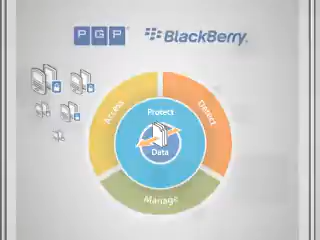 PGP BlackBerry
Access
Protect
Detect
Data
Manage